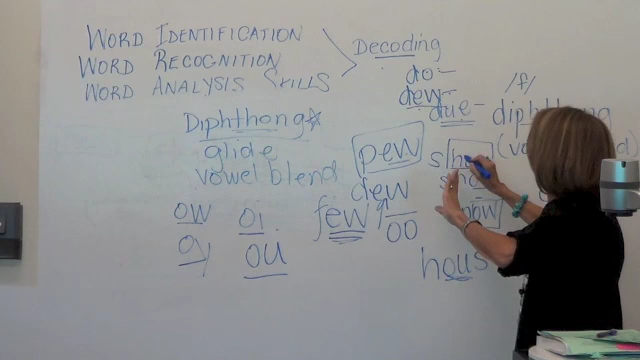 WORD IDENTIFICATION
WORD RECOGNITION
WORD ANALYSIS SKILLS
Decoding
do-
dew-
due-
/f/
diphthong
Diphthong
glide
vowel blend
ow oi
oy ou
pew
dew
few
oo
how
hous